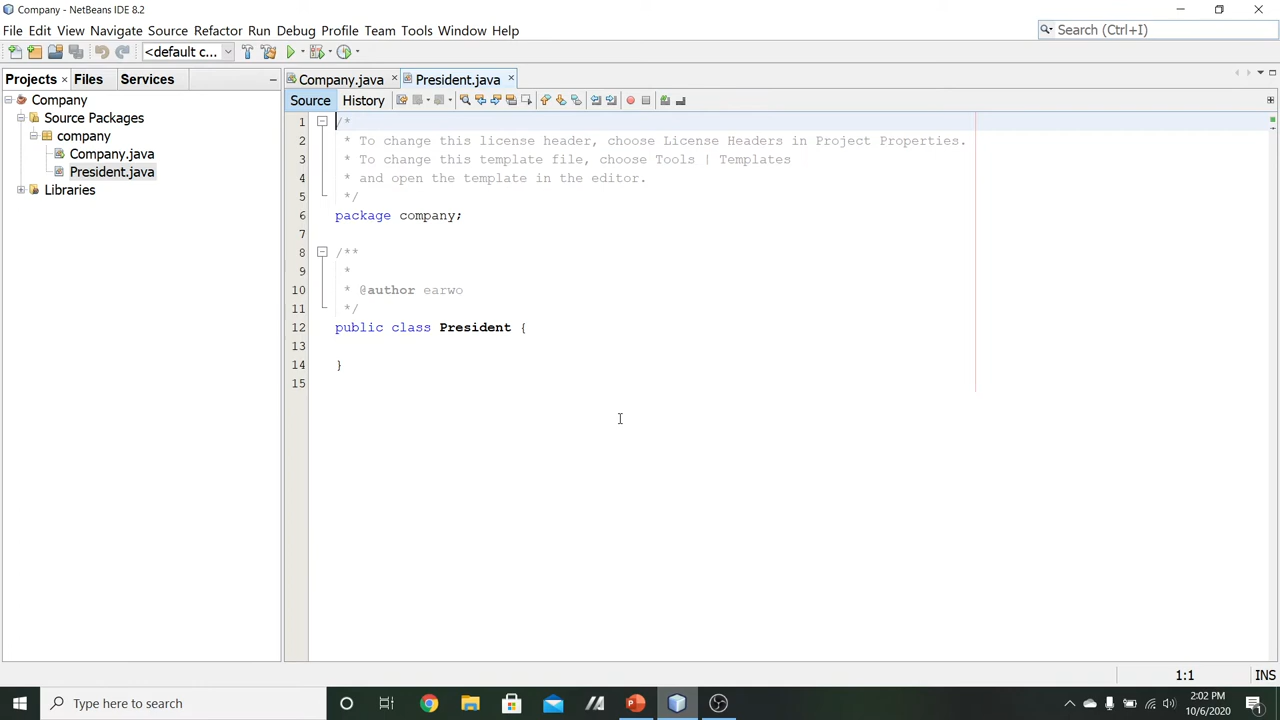 Company - NetBeans IDE 8.2
File Edit View Navigate Source Refactor Run Debug Profile Team Tools Window Help
Search (Ctrl+I)
<default c...
Projects Files Services
Company.java President.java
Company
Source Packages
company
Company.java
President.java
Libraries
Source History
1 /*
2 * To change this license header, choose License Headers in Project Properties.
3 * To change this template file, choose Tools | Templates
4 * and open the template in the editor.
5 */
6 package company;
7
8 /**
9 *
10 * @author earwo
11 */
12 public class President {
13
14 }
15
1:1 INS
Type here to search
2:02 PM
10/6/2020
1